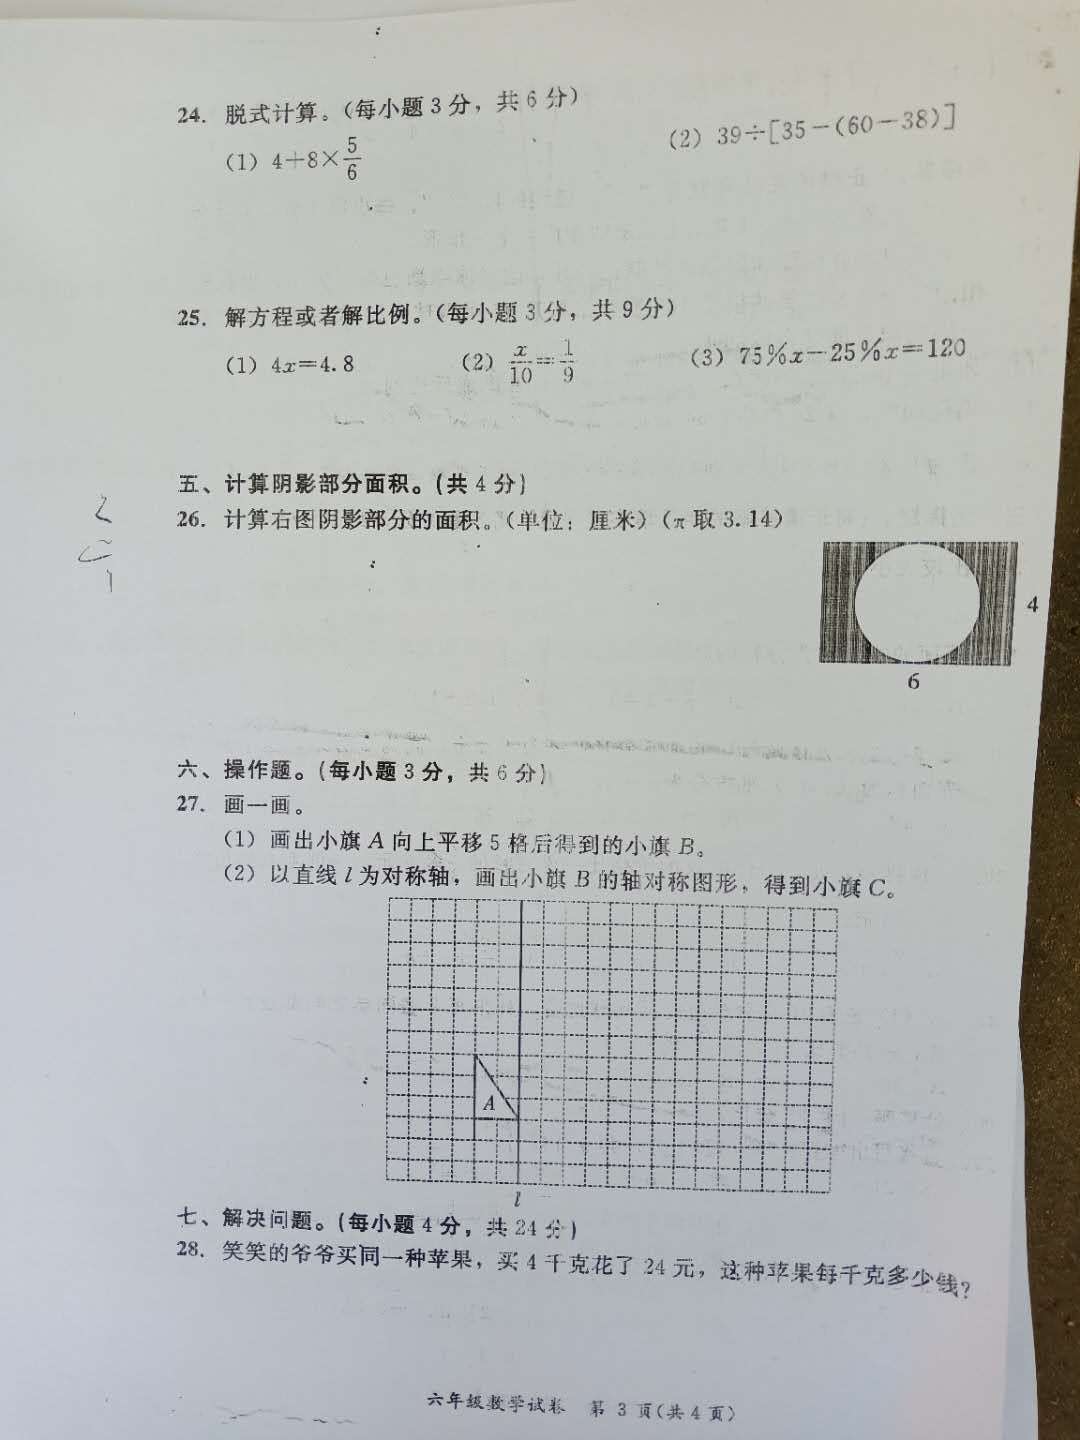 24. 脱式计算。(每小题3分，共6分)
(1) 4+8×5/6 (2) 39÷[35-(60-38)]
25. 解方程或者解比例。(每小题3分，共9分)
(1) 4x=4.8 (2) x/10=1/9 (3) 75%x-25%x=120
五、计算阴影部分面积。(共4分)
26. 计算右图阴影部分的面积。(单位：厘米)(π取3.14)
4
6
六、操作题。(每小题3分，共6分)
27. 画一画。
(1) 画出小旗A向上平移5格后得到的小旗B。
(2) 以直线l为对称轴，画出小旗B的轴对称图形，得到小旗C。
A
l
七、解决问题。(每小题4分，共24分)
28. 笑笑的爷爷买同一种苹果，买4千克花了24元，这种苹果每千克多少钱?
六年级数学试卷 第3页(共4页)